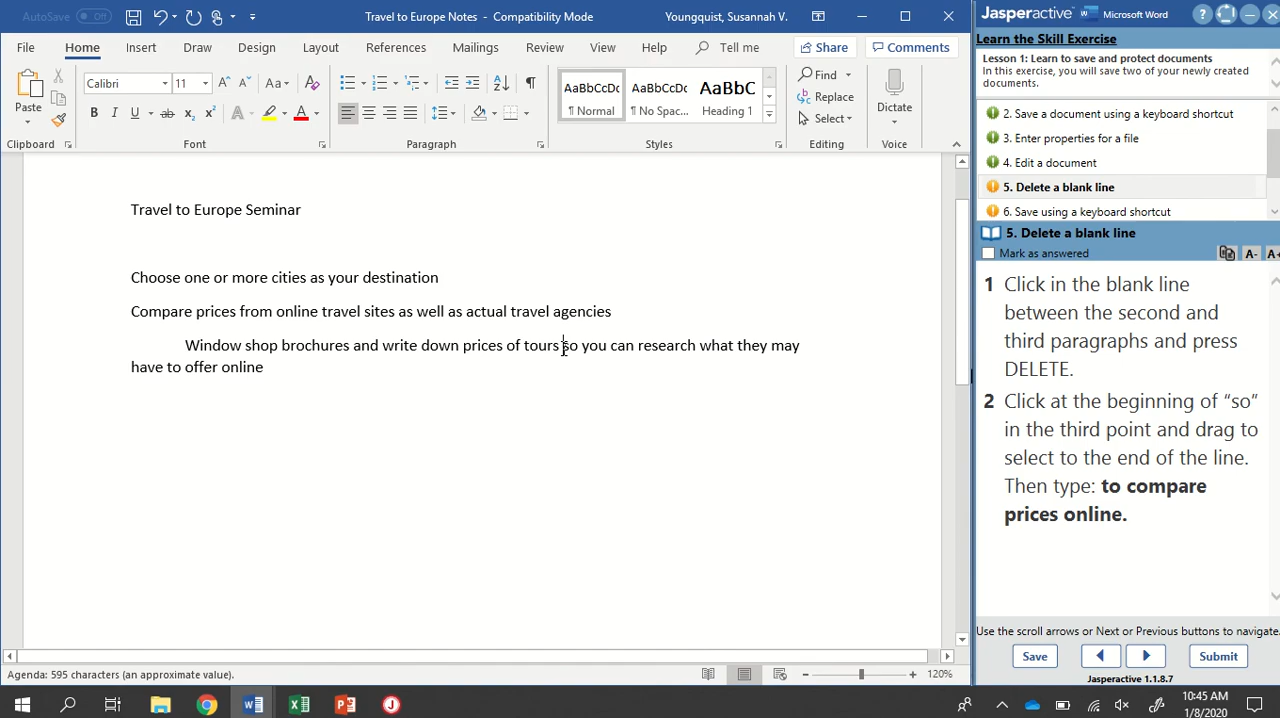 AutoSave Off Travel to Europe Notes - Compatibility Mode Youngquist, Susannah V.
File Home Insert Draw Design Layout References Mailings Review View Help Tell me Share Comments
Paste Calibri 11 Aa AaBbCcDc AaBbCcDc AaBbC Find Replace Select Dictate
B I U ab x₂ x² A A ¶ Normal ¶ No Spac... Heading 1
Clipboard Font Paragraph Styles Editing Voice
Travel to Europe Seminar
Choose one or more cities as your destination
Compare prices from online travel sites as well as actual travel agencies
Window shop brochures and write down prices of tours so you can research what they may
have to offer online
Agenda: 595 characters (an approximate value). 120%
Jasperactive Microsoft Word
Learn the Skill Exercise
Lesson 1: Learn to save and protect documents
In this exercise, you will save two of your newly created
documents.
2. Save a document using a keyboard shortcut
3. Enter properties for a file
4. Edit a document
5. Delete a blank line
6. Save using a keyboard shortcut
5. Delete a blank line
Mark as answered A- A+
1 Click in the blank line
between the second and
third paragraphs and press
DELETE.
2 Click at the beginning of “so”
in the third point and drag to
select to the end of the line.
Then type: to compare
prices online.
Use the scroll arrows or Next or Previous buttons to navigate.
Save Submit
Jasperactive 1.1.8.7
10:45 AM
1/8/2020